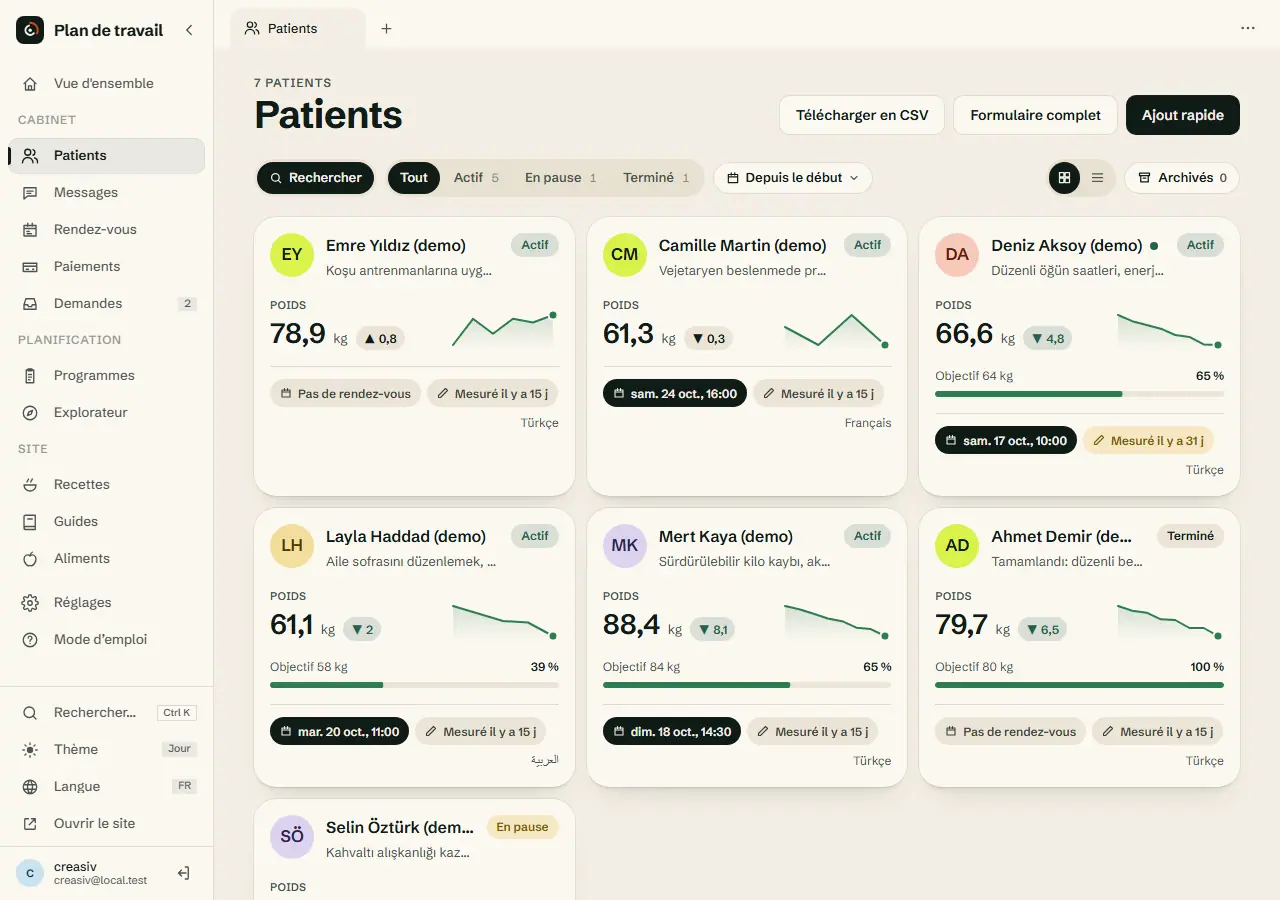 Plan de travail
Vue d'ensemble
CABINET
Patients
Messages
Rendez-vous
Paiements
Demandes 2
PLANIFICATION
Programmes
Explorateur
SITE
Recettes
Guides
Aliments
Réglages
Mode d'emploi
Rechercher... Ctrl K
Thème Jour
Langue FR
Ouvrir le site
C creasiv
creasiv@local.test
Patients
7 PATIENTS
Patients
Télécharger en CSV Formulaire complet Ajout rapide
Rechercher Tout Actif 5 En pause 1 Terminé 1 Depuis le début Archivés 0
EY Emre Yıldız (demo) Actif
Koşu antrenmanlarına uyg...
POIDS
78,9 kg ▲ 0,8
Pas de rendez-vous Mesuré il y a 15 j
Türkçe
CM Camille Martin (demo) Actif
Vejetaryen beslenmede pr...
POIDS
61,3 kg ▼ 0,3
sam. 24 oct., 16:00 Mesuré il y a 15 j
Français
DA Deniz Aksoy (demo) Actif
Düzenli öğün saatleri, enerj...
POIDS
66,6 kg ▼ 4,8
Objectif 64 kg 65 %
sam. 17 oct., 10:00 Mesuré il y a 31 j
Türkçe
LH Layla Haddad (demo) Actif
Aile sofrasını düzenlemek, ...
POIDS
61,1 kg ▼ 2
Objectif 58 kg 39 %
mar. 20 oct., 11:00 Mesuré il y a 15 j
العربية
MK Mert Kaya (demo) Actif
Sürdürülebilir kilo kaybı, ak...
POIDS
88,4 kg ▼ 8,1
Objectif 84 kg 65 %
dim. 18 oct., 14:30 Mesuré il y a 15 j
Türkçe
AD Ahmet Demir (de... Terminé
Tamamlandı: düzenli be...
POIDS
79,7 kg ▼ 6,5
Objectif 80 kg 100 %
Pas de rendez-vous Mesuré il y a 15 j
Türkçe
SÖ Selin Öztürk (dem... En pause
Kahvaltı alışkanlığı kaz...
POIDS